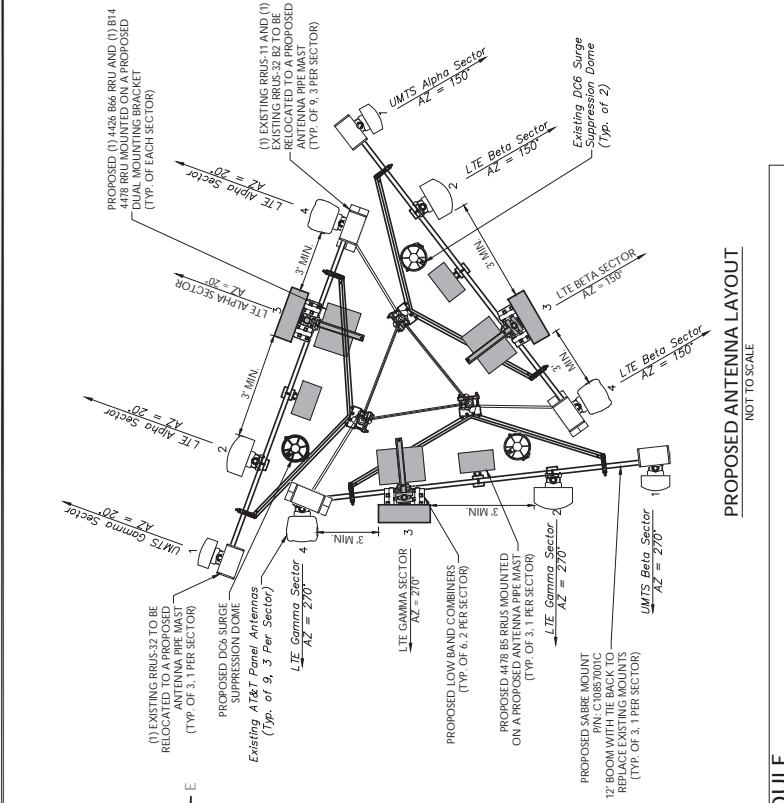 (1) EXISTING RRUS-32 TO BE
RELOCATED TO A PROPOSED
ANTENNA PIPE MAST
(TYP. OF 3, 1 PER SECTOR)
PROPOSED DC6 SURGE
SUPPRESSION DOME
Existing AT&T Panel Antennas
(Typ. of 9, 3 Per Sector)
PROPOSED (1) 4426 B66 RRU AND (1) B14
4478 RRU MOUNTED ON A PROPOSED
DUAL MOUNTING BRACKET
(TYP. OF EACH SECTOR)
(1) EXISTING RRUS-11 AND (1)
EXISTING RRUS-32 B2 TO BE
RELOCATED TO A PROPOSED
ANTENNA PIPE MAST
(TYP. OF 9, 3 PER SECTOR)
UMTS Gamma Sector
AZ = 20°
1
LTE Alpha Sector
AZ = 20°
2
3' MIN.
LTE ALPHA SECTOR
AZ = 20°
3
3' MIN.
LTE Alpha Sector
AZ = 20°
4
UMTS Alpha Sector
AZ = 150°
1
LTE Beta Sector
AZ = 150°
2
3' MIN.
Existing DC6 Surge
Suppression Dome
(Typ. of 2)
LTE BETA SECTOR
AZ = 150°
3
3' MIN.
LTE Beta Sector
AZ = 150°
4
LTE Gamma Sector
AZ = 270°
4
3' MIN.
LTE GAMMA SECTOR
AZ = 270°
3
3' MIN.
LTE Gamma Sector
AZ = 270°
2
UMTS Beta Sector
AZ = 270°
1
PROPOSED LOW BAND COMBINERS
(TYP. OF 6, 2 PER SECTOR)
PROPOSED 4478 B5 RRUS MOUNTED
ON A PROPOSED ANTENNA PIPE MAST
(TYP. OF 3, 1 PER SECTOR)
PROPOSED SABRE MOUNT
P/N: C10857001C
12' BOOM WITH TIE BACK TO
REPLACE EXISTING MOUNTS
(TYP. OF 3, 1 PER SECTOR)
PROPOSED ANTENNA LAYOUT
NOT TO SCALE
E